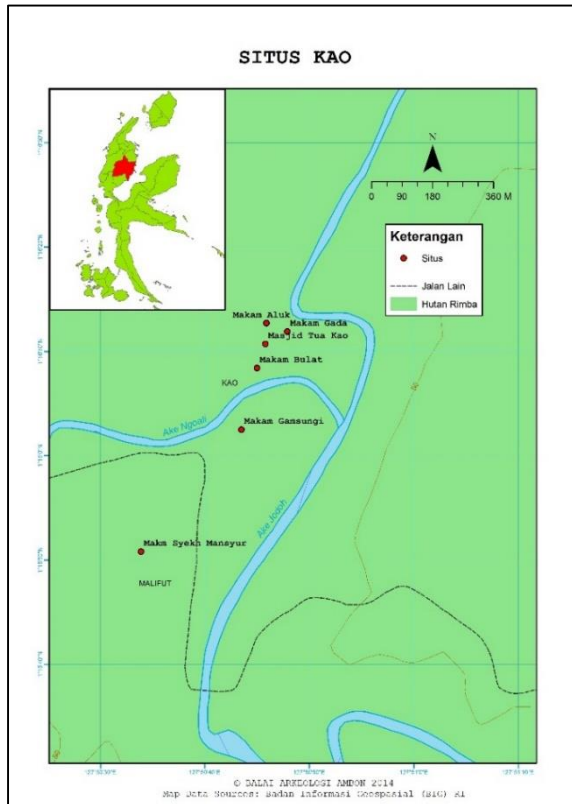 SITUS KAO
N
0 90 180 360 M
Keterangan
Situs
Jalan Lain
Hutan Rimba
Makam Aluk
Makam Gada
Masjid Tua Kao
Makam Bulat
KAO
Ake Ngoali
Makam Gamsungi
Ake Jodoh
Makm Syekh Mansyur
MALIFUT
© BALAI ARKEOLOGI AMBON 2014
Map Data Sources: Badan Informasi Geospasial (BIG) RI